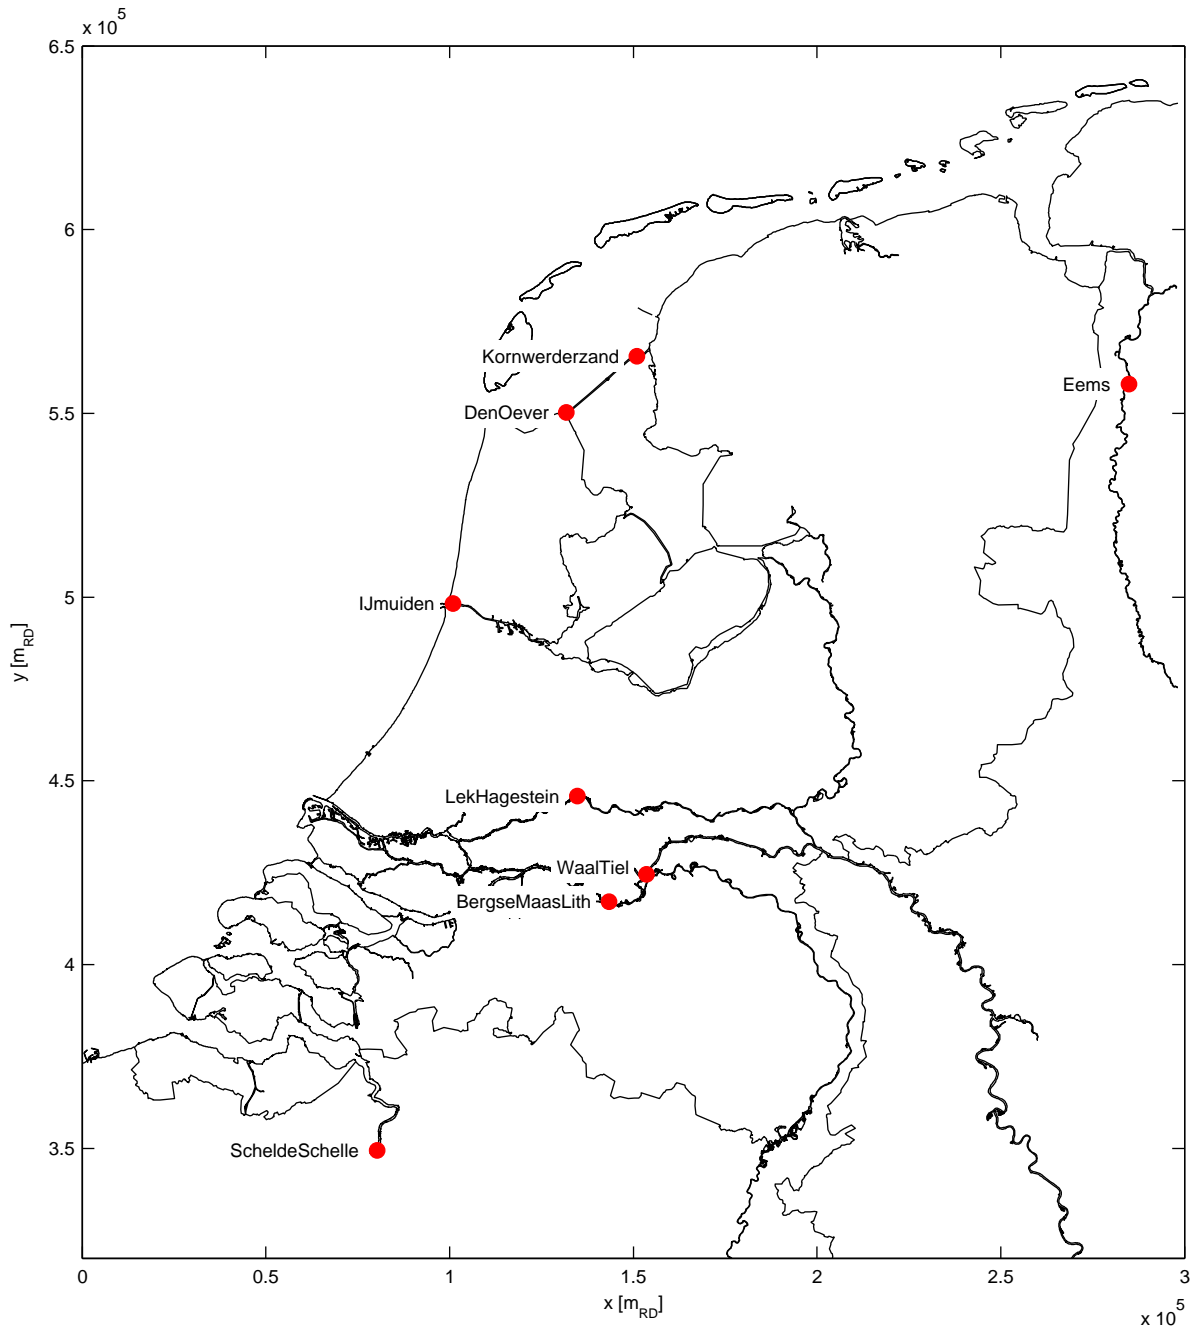 x 10^5
6.5
6
5.5
5
4.5
4
3.5
y [m_RD]
Kornwerderzand
DenOever
Eems
IJmuiden
LekHagestein
WaalTiel
BergseMaasLith
ScheldeSchelle
0
0.5
1
1.5
2
2.5
3
x [m_RD]
x 10^5